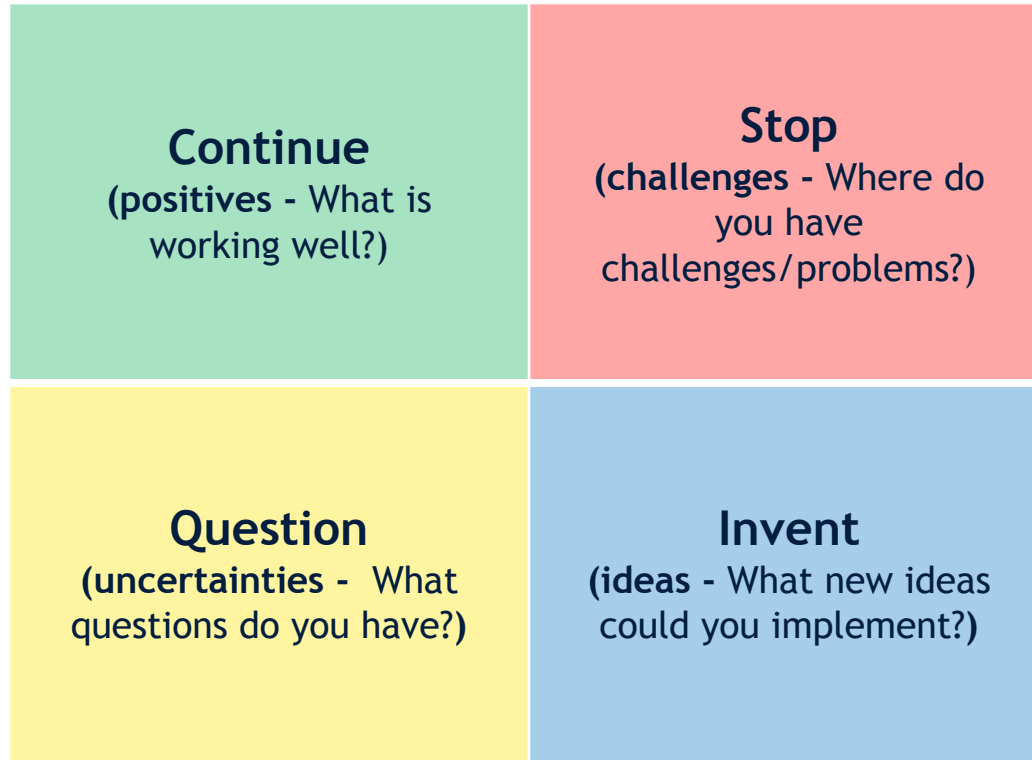 Continue
(positives - What is
working well?)
Stop
(challenges - Where do
you have
challenges/problems?)
Question
(uncertainties -  What
questions do you have?)
Invent
(ideas - What new ideas
could you implement?)